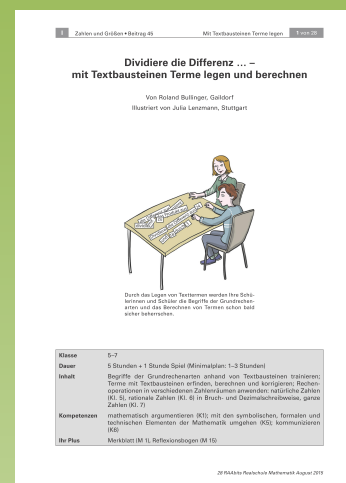 I Zahlen und Größen • Beitrag 45 Mit Textbausteinen Terme legen 1 von 26
Dividiere die Differenz … –
mit Textbausteinen Terme legen und berechnen
Von Roland Bullinger, Gaildorf
Illustriert von Julia Lenzmann, Stuttgart
Durch das Legen von Texttermen werden Ihre Schü-
lerinnen und Schüler die Begriffe der Grundrechen-
arten und das Berechnen von Termen schon bald
sicher beherrschen.
Klasse 5–7
Dauer 5 Stunden + 1 Stunde Spiel (Minimalplan: 1–3 Stunden)
Inhalt Begriffe der Grundrechenarten anhand von Textbausteinen trainieren;
Terme mit Textbausteinen erfinden, berechnen und korrigieren; Rechen-
operationen in verschiedenen Zahlenräumen anwenden: natürliche Zahlen
(Kl. 5), rationale Zahlen (Kl. 6) in Bruch- und Dezimalschreibweise, ganze
Zahlen (Kl. 7)
Kompetenzen mathematisch argumentieren (K1); mit den symbolischen, formalen und
technischen Elementen der Mathematik umgehen (K5); kommunizieren
(K6)
Ihr Plus Merkblatt (M 1), Reflexionsbogen (M 15)
28 RAAbits Realschule Mathematik August 2015